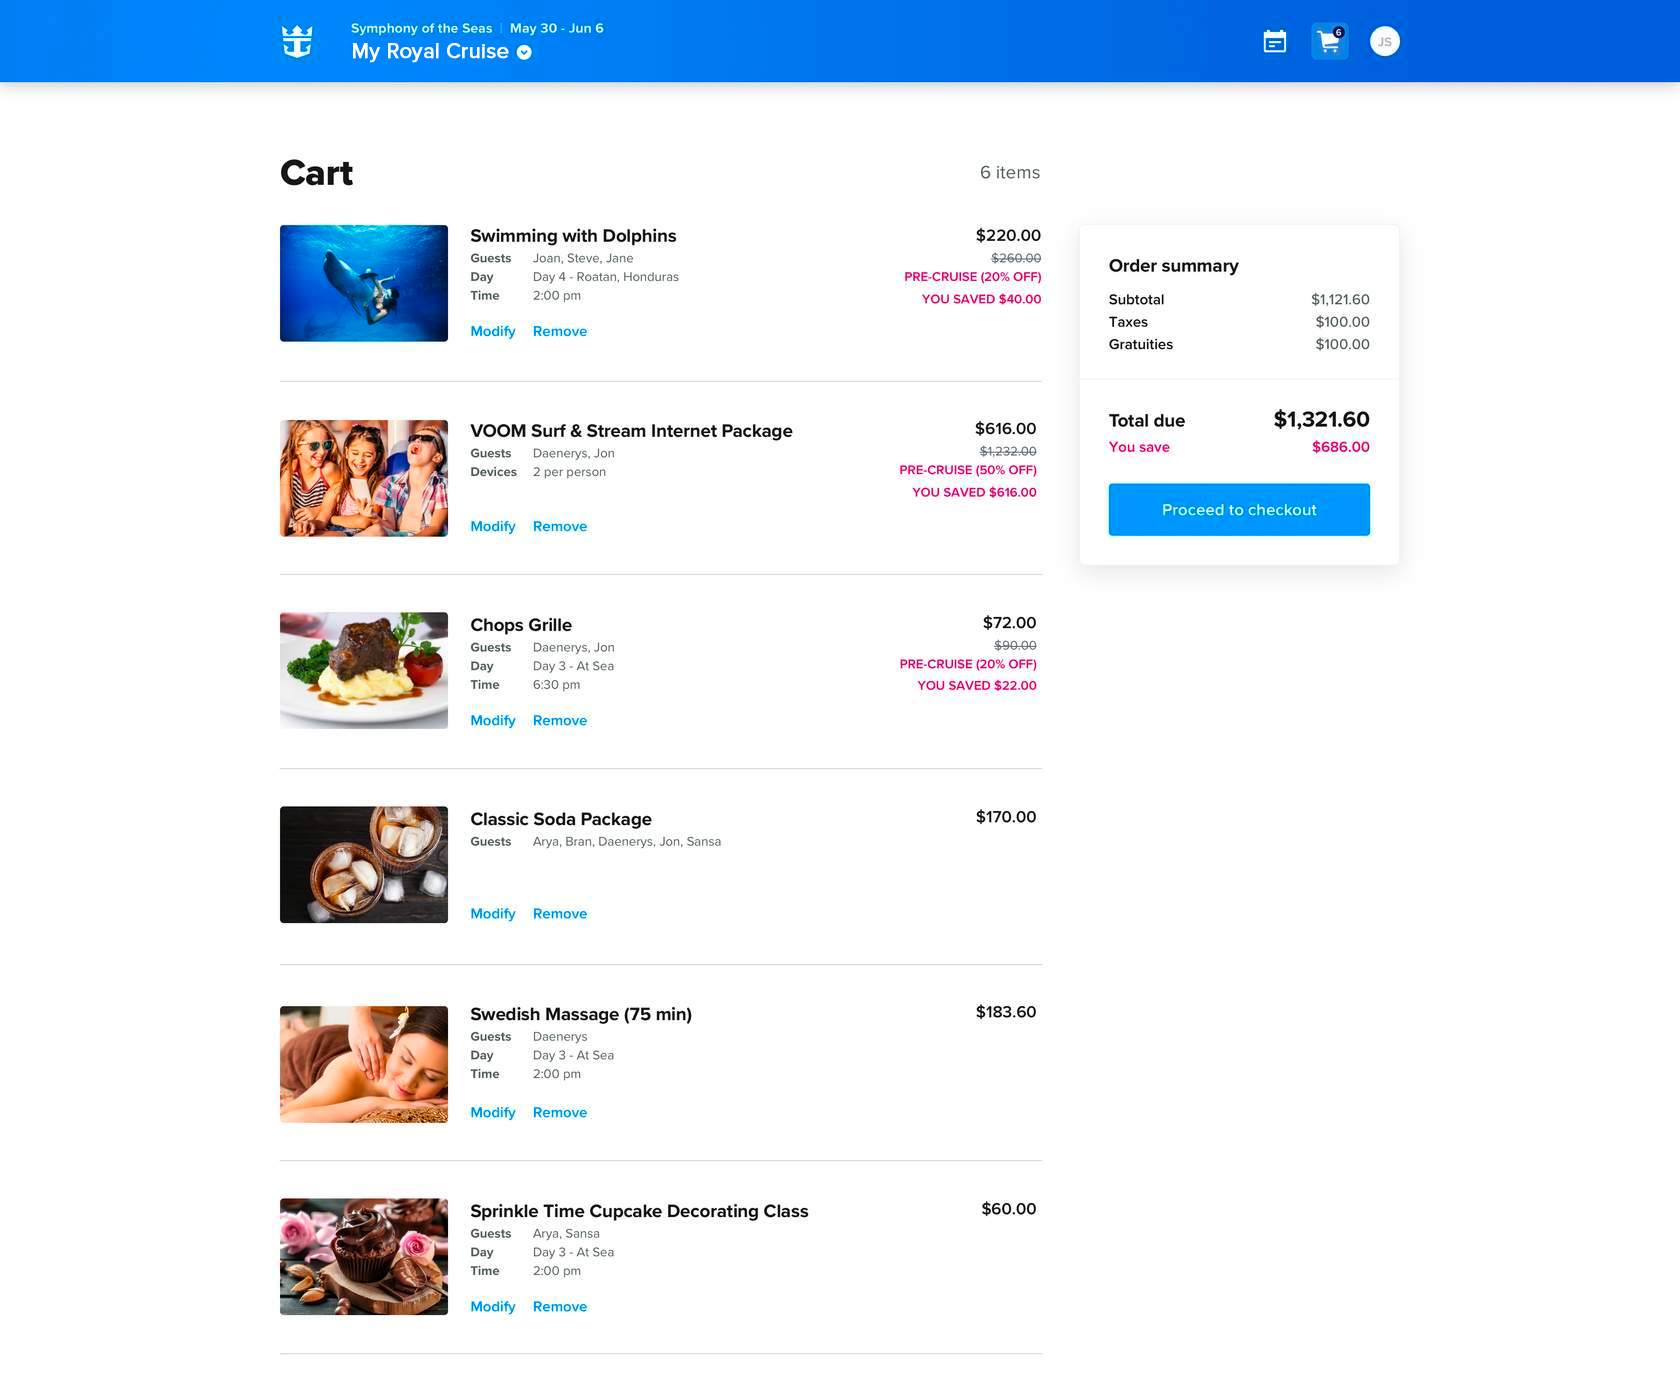 Symphony of the Seas | May 30 - Jun 6
My Royal Cruise
6
JS
Cart
6 items
Swimming with Dolphins
$220.00
Guests Joan, Steve, Jane
$260.00
Day Day 4 - Roatan, Honduras
PRE-CRUISE (20% OFF)
Time 2:00 pm
YOU SAVED $40.00
Modify Remove
VOOM Surf & Stream Internet Package
$616.00
Guests Daenerys, Jon
$1,232.00
Devices 2 per person
PRE-CRUISE (50% OFF)
YOU SAVED $616.00
Modify Remove
Chops Grille
$72.00
Guests Daenerys, Jon
$90.00
Day Day 3 - At Sea
PRE-CRUISE (20% OFF)
Time 6:30 pm
YOU SAVED $22.00
Modify Remove
Classic Soda Package
$170.00
Guests Arya, Bran, Daenerys, Jon, Sansa
Modify Remove
Swedish Massage (75 min)
$183.60
Guests Daenerys
Day Day 3 - At Sea
Time 2:00 pm
Modify Remove
Sprinkle Time Cupcake Decorating Class
$60.00
Guests Arya, Sansa
Day Day 3 - At Sea
Time 2:00 pm
Modify Remove
Order summary
Subtotal $1,121.60
Taxes $100.00
Gratuities $100.00
Total due $1,321.60
You save $686.00
Proceed to checkout